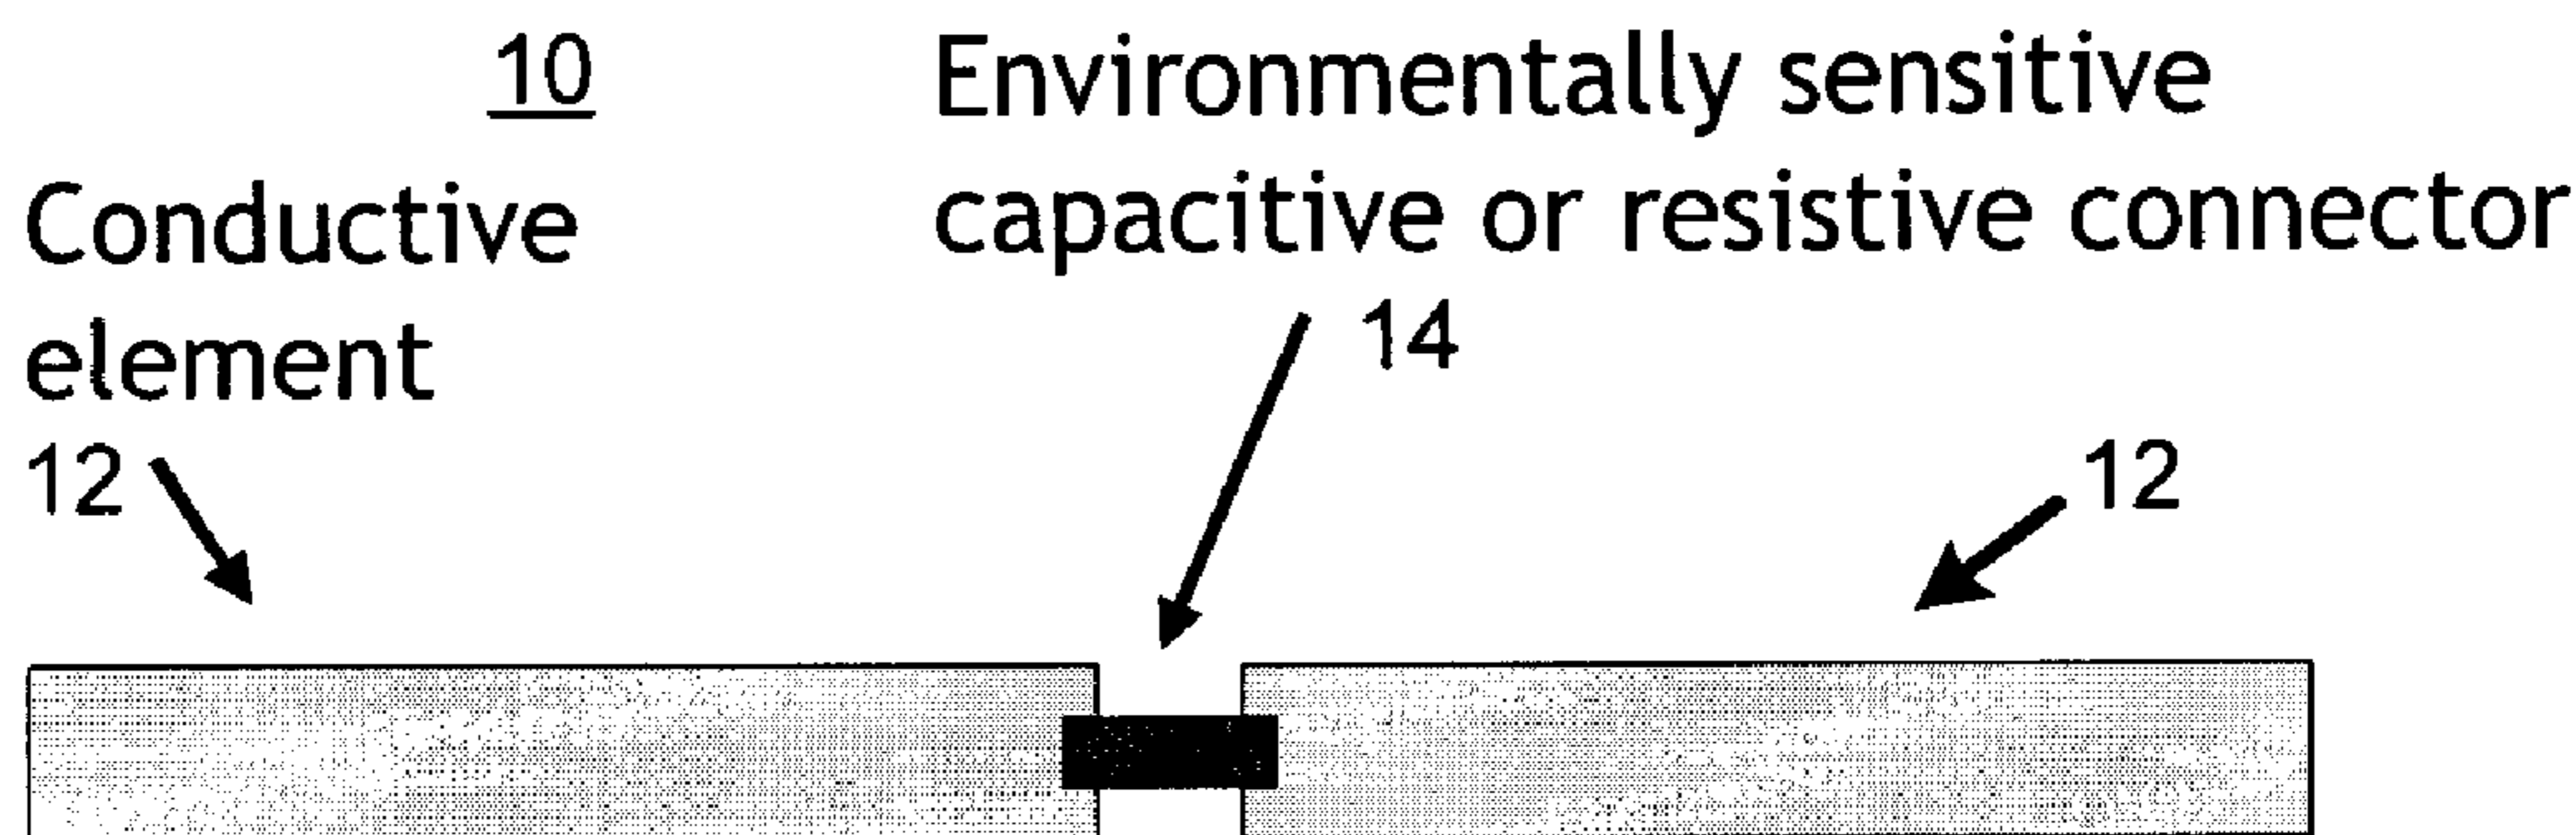 10
Conductive
element
12
Environmentally sensitive
capacitive or resistive connector
14
12